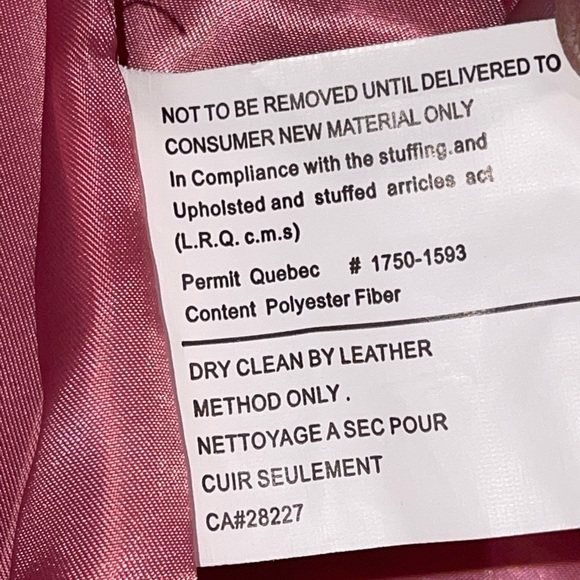 NOT TO BE REMOVED UNTIL DELIVERED TO
CONSUMER NEW MATERIAL ONLY
In Compliance with the stuffing.and
Upholsted and stuffed arricles act
(L.R.Q. c.m.s)
Permit Quebec # 1750-1593
Content Polyester Fiber
DRY CLEAN BY LEATHER
METHOD ONLY .
NETTOYAGE A SEC POUR
CUIR SEULEMENT
CA#28227